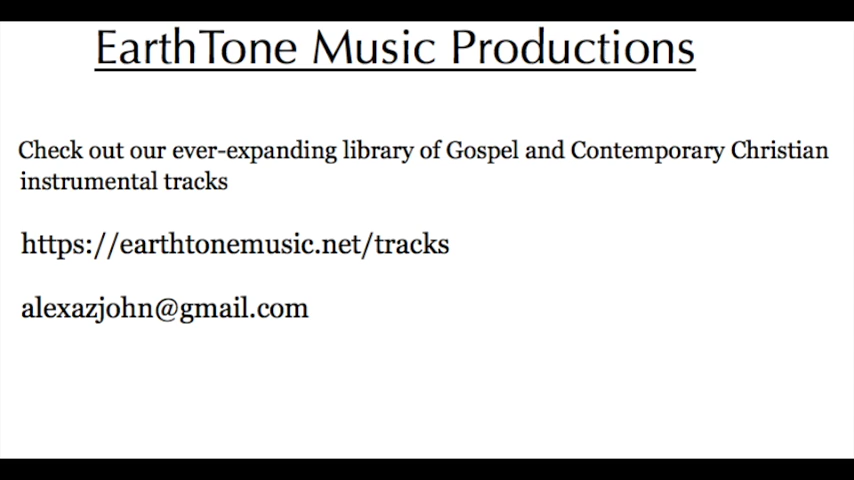 EarthTone Music Productions
Check out our ever-expanding library of Gospel and Contemporary Christian
instrumental tracks
https://earthtonemusic.net/tracks
alexazjohn@gmail.com